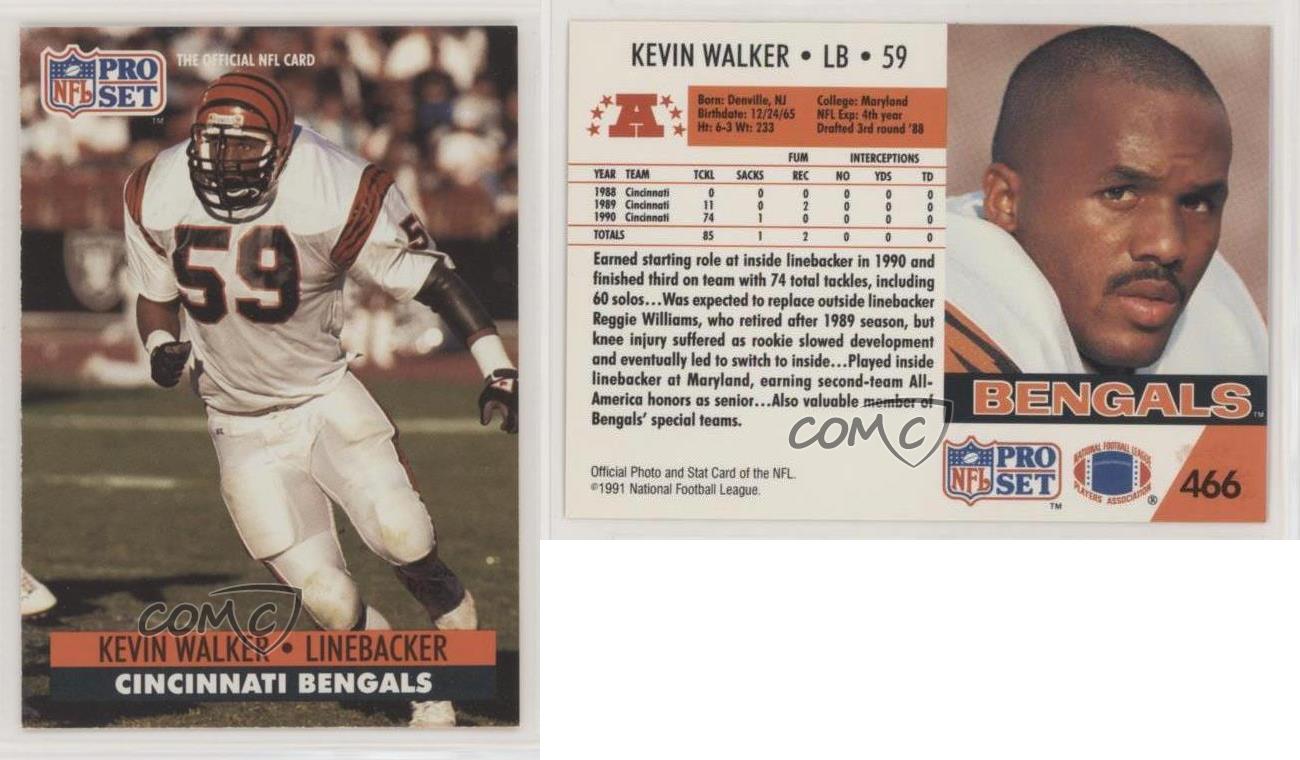 NFL PRO SET
THE OFFICIAL NFL CARD
TM
59
59
COMC
KEVIN WALKER • LINEBACKER
CINCINNATI BENGALS
KEVIN WALKER • LB • 59
A
Born: Denville, NJ College: Maryland
Birthdate: 12/24/65 NFL Exp: 4th year
Ht: 6-3 Wt: 233 Drafted 3rd round '88
FUM INTERCEPTIONS
YEAR TEAM TCKL SACKS REC NO YDS TD
1988 Cincinnati 0 0 0 0 0 0
1989 Cincinnati 11 0 2 0 0 0
1990 Cincinnati 74 1 0 0 0 0
TOTALS 85 1 2 0 0 0
Earned starting role at inside linebacker in 1990 and
finished third on team with 74 total tackles, including
60 solos...Was expected to replace outside linebacker
Reggie Williams, who retired after 1989 season, but
knee injury suffered as rookie slowed development
and eventually led to switch to inside...Played inside
linebacker at Maryland, earning second-team All-
America honors as senior...Also valuable member of
Bengals' special teams.
COMC
Official Photo and Stat Card of the NFL.
©1991 National Football League.
BENGALS TM
NFL PRO SET
TM
NATIONAL FOOTBALL LEAGUE
PLAYERS ASSOCIATION
®
466